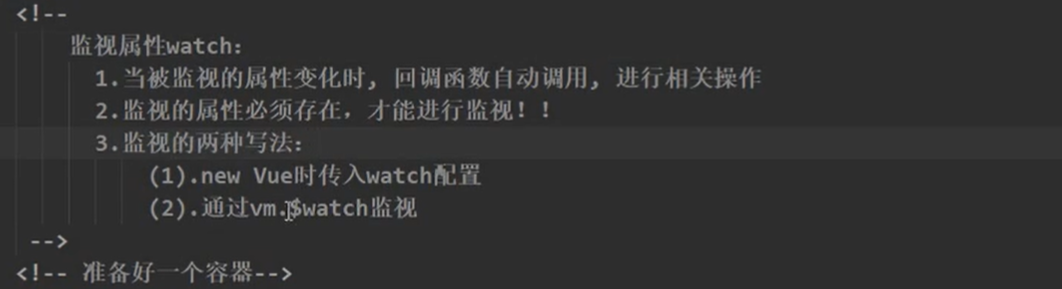 <!--
监视属性watch：
1.当被监视的属性变化时, 回调函数自动调用, 进行相关操作
2.监视的属性必须存在，才能进行监视！！
3.监视的两种写法：
(1).new Vue时传入watch配置
(2).通过vm.$watch监视
-->
<!-- 准备好一个容器-->